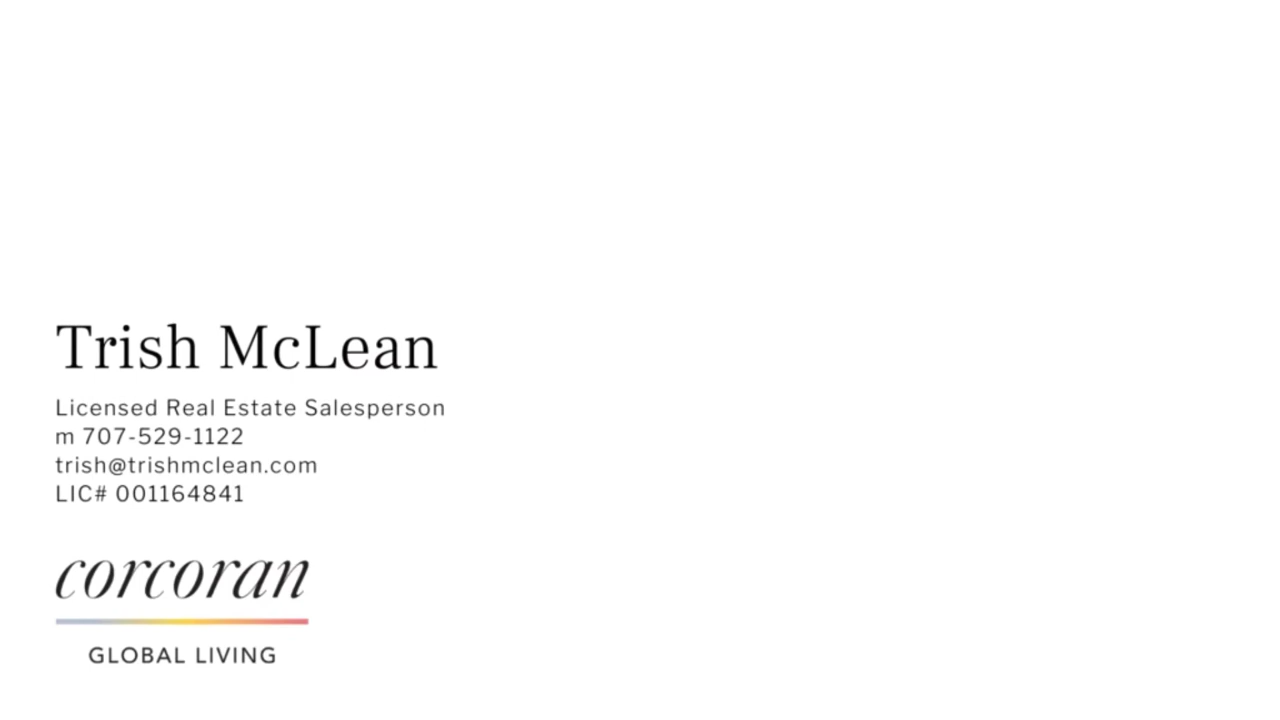 Trish McLean
Licensed Real Estate Salesperson
m 707-529-1122
trish@trishmclean.com
LIC# 001164841
corcoran
GLOBAL LIVING